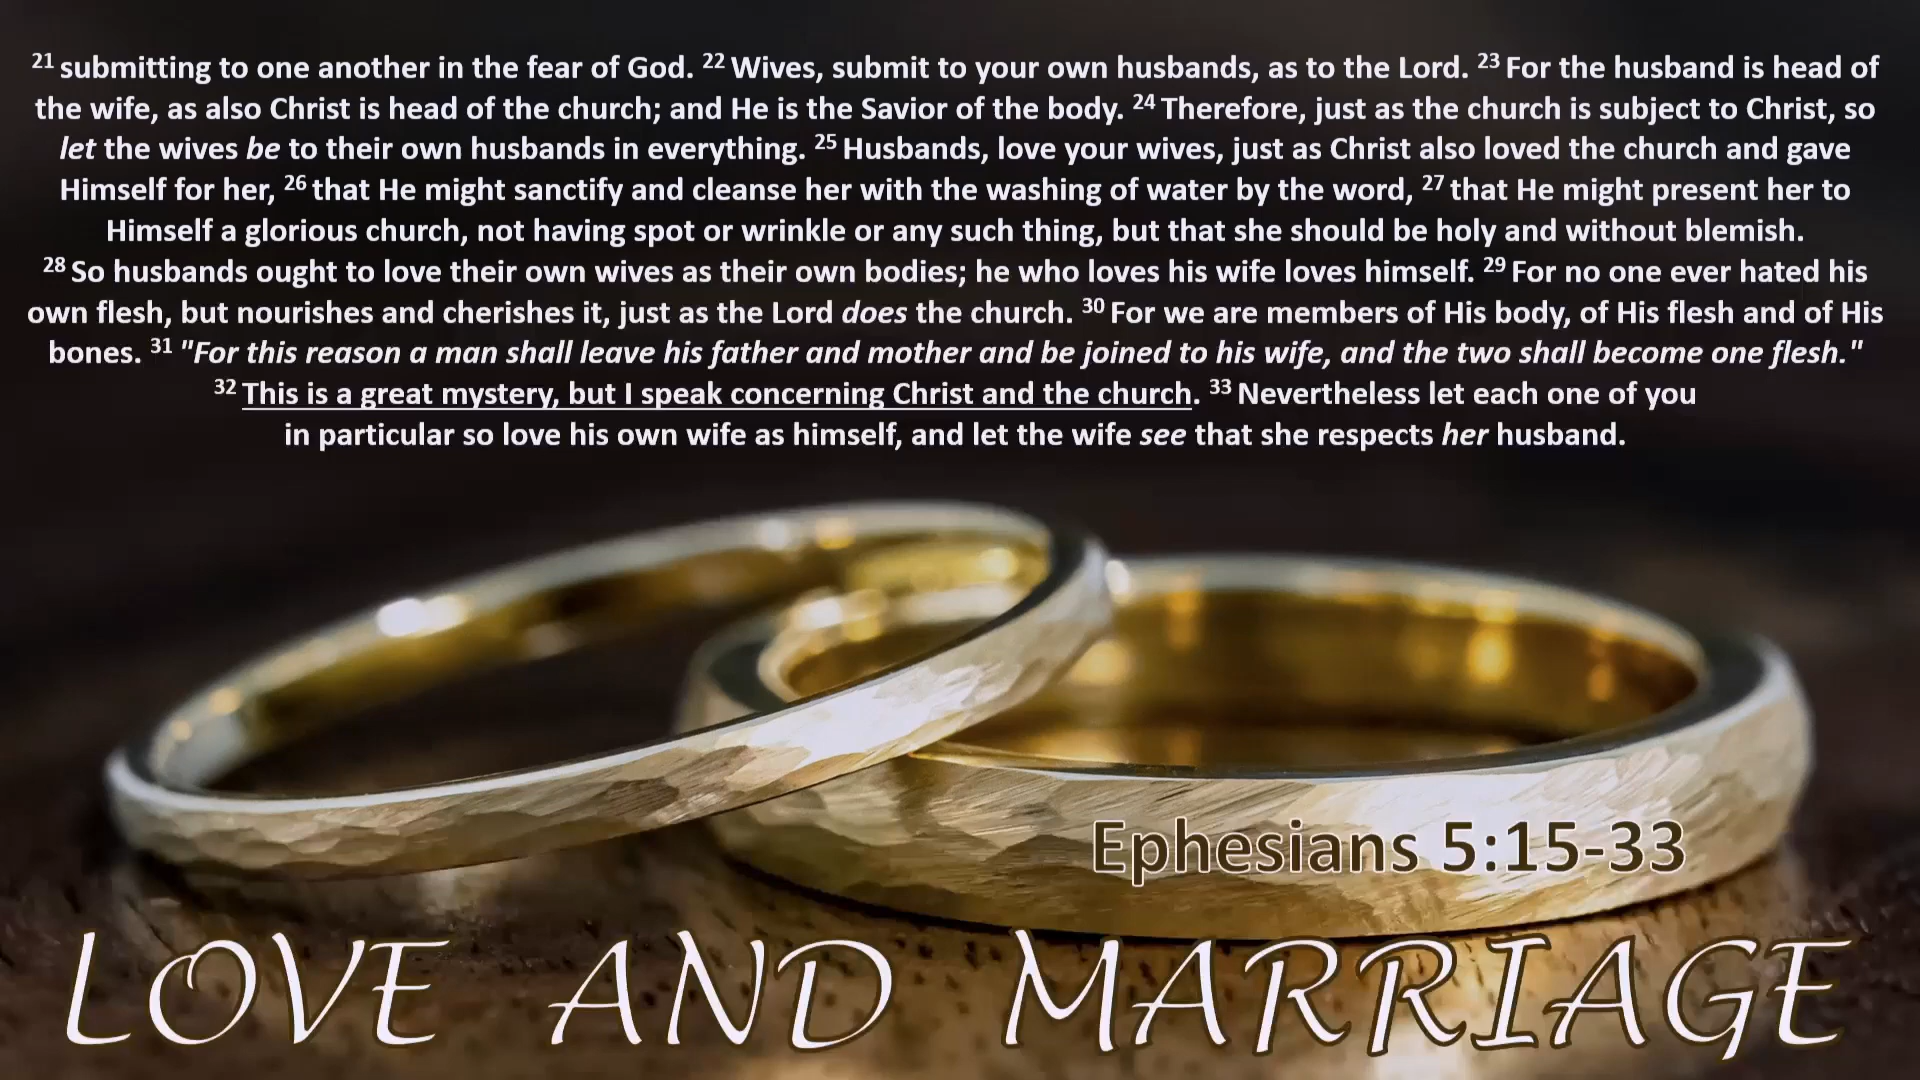 21 submitting to one another in the fear of God. 22 Wives, submit to your own husbands, as to the Lord. 23 For the husband is head of
the wife, as also Christ is head of the church; and He is the Savior of the body. 24 Therefore, just as the church is subject to Christ, so
let the wives be to their own husbands in everything. 25 Husbands, love your wives, just as Christ also loved the church and gave
Himself for her, 26 that He might sanctify and cleanse her with the washing of water by the word, 27 that He might present her to
Himself a glorious church, not having spot or wrinkle or any such thing, but that she should be holy and without blemish.
28 So husbands ought to love their own wives as their own bodies; he who loves his wife loves himself. 29 For no one ever hated his
own flesh, but nourishes and cherishes it, just as the Lord does the church. 30 For we are members of His body, of His flesh and of His
bones. 31 "For this reason a man shall leave his father and mother and be joined to his wife, and the two shall become one flesh."
32 This is a great mystery, but I speak concerning Christ and the church. 33 Nevertheless let each one of you
in particular so love his own wife as himself, and let the wife see that she respects her husband.
Ephesians 5:15-33
LOVE AND MARRIAGE